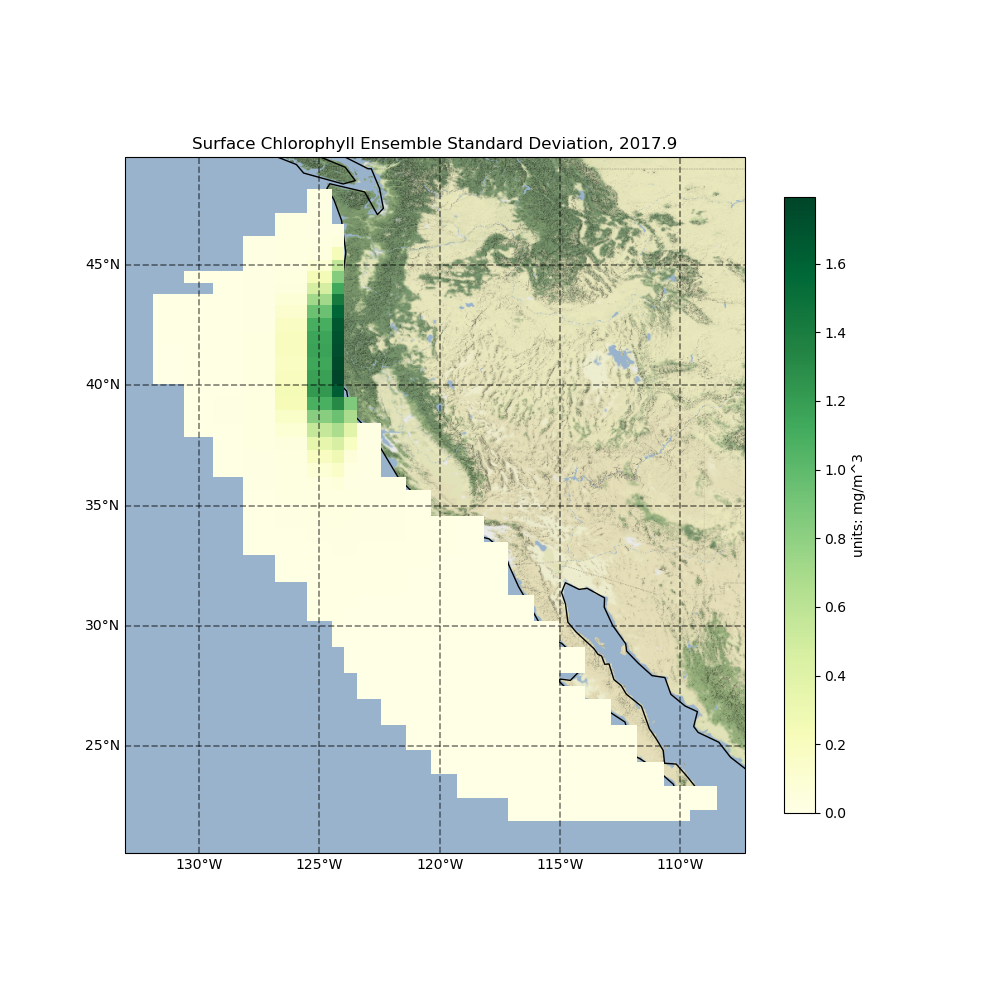 Surface Chlorophyll Ensemble Standard Deviation, 2017.9
45°N
40°N
35°N
30°N
25°N
130°W
125°W
120°W
115°W
110°W
1.6
1.4
1.2
1.0
0.8
0.6
0.4
0.2
0.0
units: mg/m^3